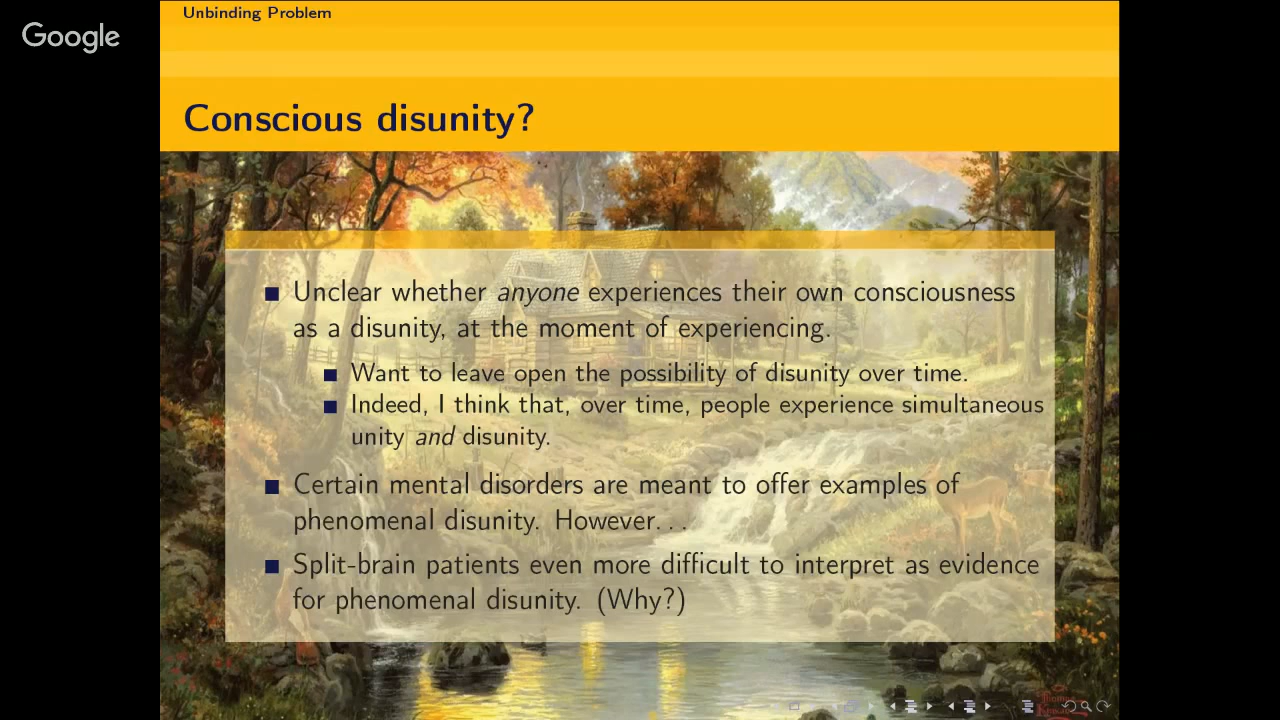 Google
Unbinding Problem
Conscious disunity?
Unclear whether anyone experiences their own consciousness
as a disunity, at the moment of experiencing.
Want to leave open the possibility of disunity over time.
Indeed, I think that, over time, people experience simultaneous
unity and disunity.
Certain mental disorders are meant to offer examples of
phenomenal disunity. However. . .
Split-brain patients even more difficult to interpret as evidence
for phenomenal disunity. (Why?)